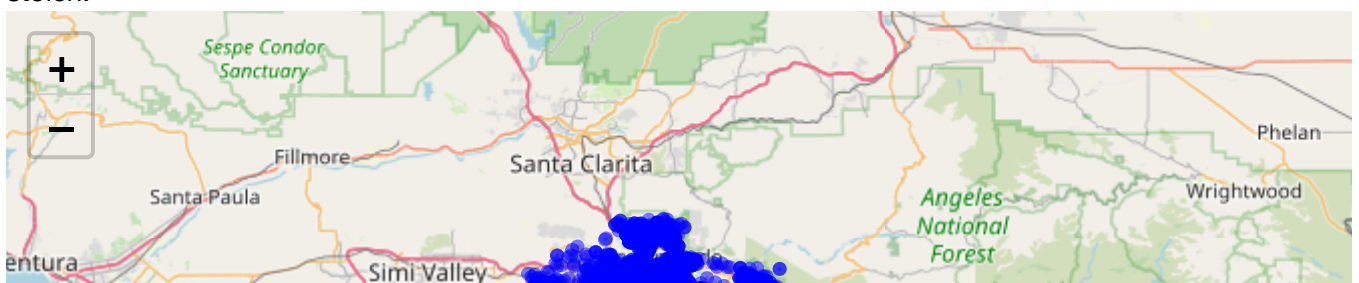 Sespe Condor
Sanctuary
+
−
Phelan
Fillmore
Santa Clarita
Santa Paula
Wrightwood
Angeles
National
Forest
entura
Simi Valley